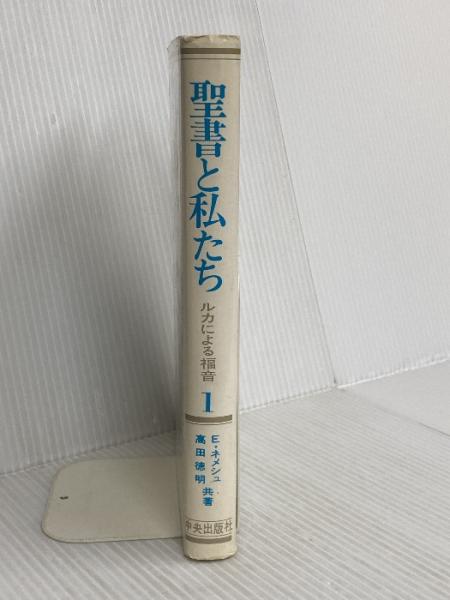 聖書と私たち
ルカによる福音
1
E・ネメシュ
高田徳明
共著
中央出版社